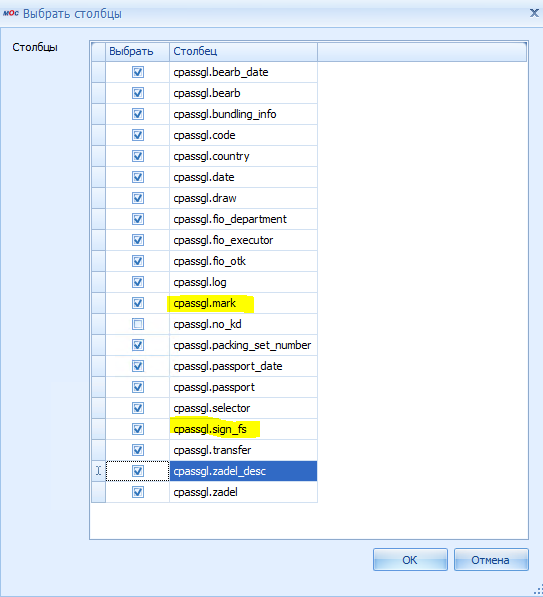 мос Выбрать столбцы
Столбцы
Выбрать Столбец
cpassgl.bearb_date
cpassgl.bearb
cpassgl.bundling_info
cpassgl.code
cpassgl.country
cpassgl.date
cpassgl.draw
cpassgl.fio_department
cpassgl.fio_executor
cpassgl.fio_otk
cpassgl.log
cpassgl.mark
cpassgl.no_kd
cpassgl.packing_set_number
cpassgl.passport_date
cpassgl.passport
cpassgl.selector
cpassgl.sign_fs
cpassgl.transfer
cpassgl.zadel_desc
cpassgl.zadel
ОК Отмена